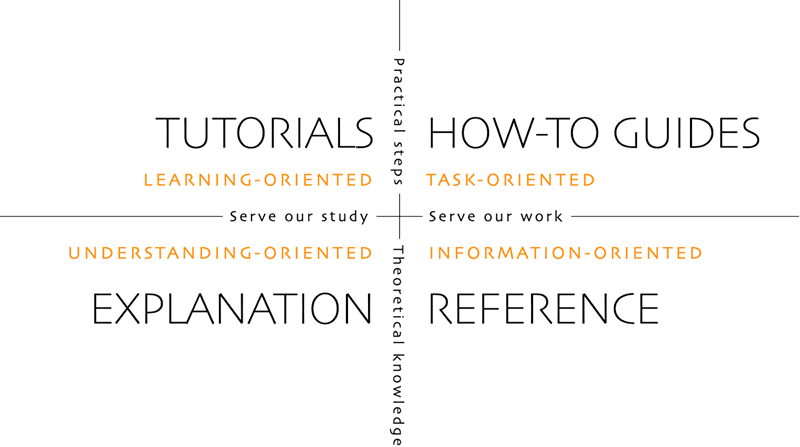 Practical steps
TUTORIALS
HOW-TO GUIDES
LEARNING-ORIENTED
TASK-ORIENTED
Serve our study
Serve our work
UNDERSTANDING-ORIENTED
INFORMATION-ORIENTED
EXPLANATION
REFERENCE
Theoretical knowledge